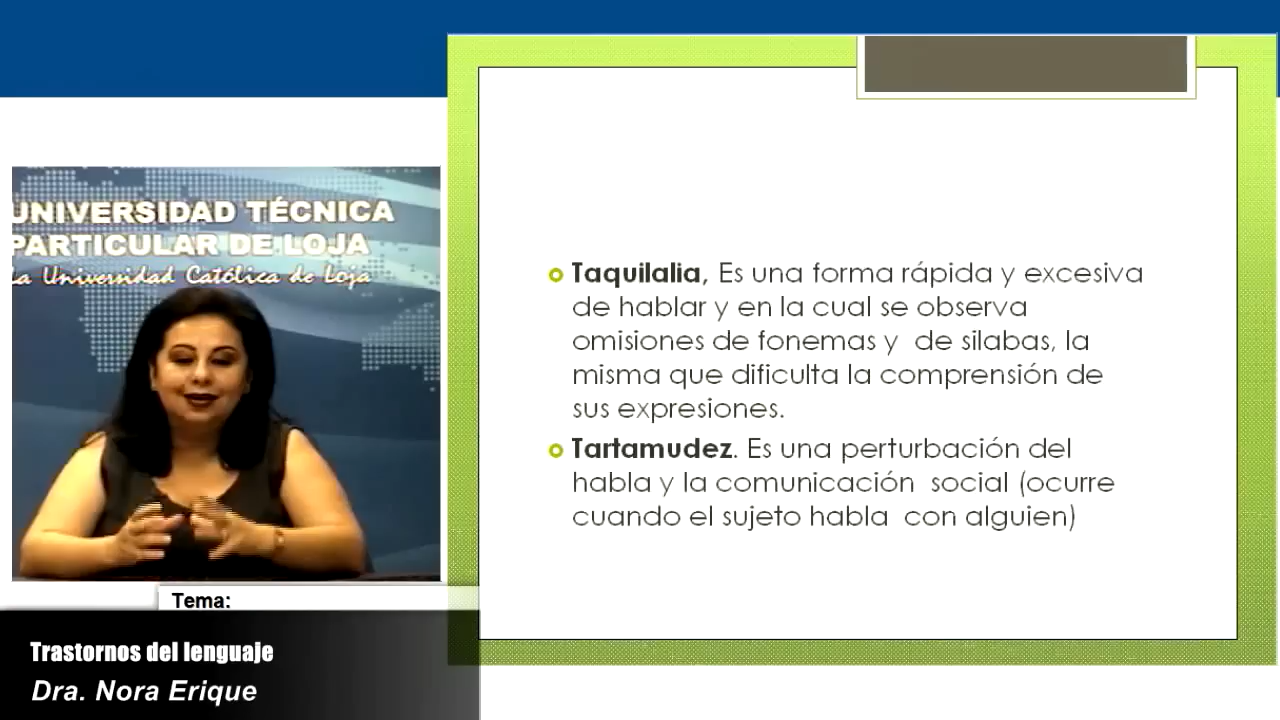 UNIVERSIDAD TÉCNICA
PARTICULAR DE LOJA
La Universidad Católica de Loja
Taquilalia, Es una forma rápida y excesiva
de hablar y en la cual se observa
omisiones de fonemas y de silabas, la
misma que dificulta la comprensión de
sus expresiones.
Tartamudez. Es una perturbación del
habla y la comunicación social (ocurre
cuando el sujeto habla con alguien)
Tema:
Trastornos del lenguaje
Dra. Nora Erique